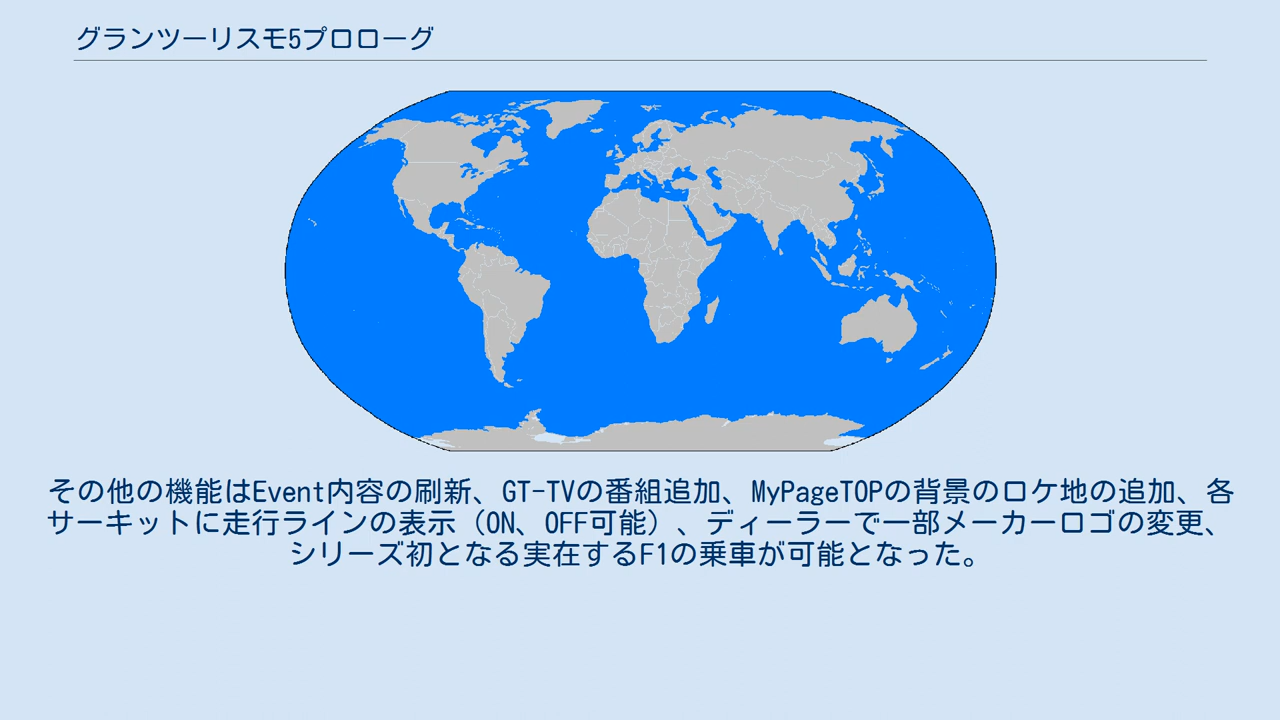 グランツーリスモ5プロローグ
その他の機能はEvent内容の刷新、GT-TVの番組追加、MyPageTOPの背景のロケ地の追加、各
サーキットに走行ラインの表示（ON、OFF可能）、ディーラーで一部メーカーロゴの変更、
シリーズ初となる実在するF1の乗車が可能となった。